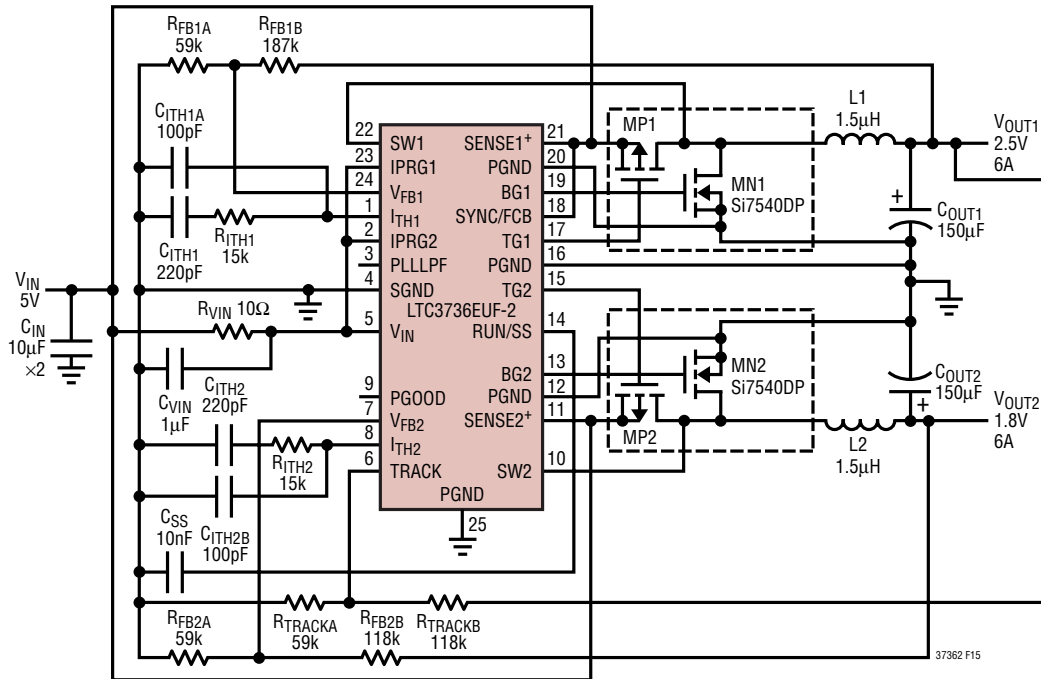 RFB1A
59k
RFB1B
187k
CITH1A
100pF
CITH1
220pF
RITH1
15k
VIN
5V
CIN
10µF
×2
RVIN 10Ω
CVIN
1µF
CITH2
220pF
RITH2
15k
CITH2B
100pF
CSS
10nF
RFB2A
59k
RTRACKA
59k
RFB2B
118k
RTRACKB
118k
22
23
24
1
2
3
4
5
9
7
8
6
SW1
IPRG1
VFB1
ITH1
IPRG2
PLLLPF
SGND
LTC3736EUF-2
VIN
PGOOD
VFB2
ITH2
TRACK
PGND
25
SENSE1+
PGND
BG1
SYNC/FCB
TG1
PGND
TG2
RUN/SS
BG2
PGND
SENSE2+
SW2
21
20
19
18
17
16
15
14
13
12
11
10
MP1
MN1
Si7540DP
L1
1.5µH
VOUT1
2.5V
6A
+
COUT1
150µF
MN2
Si7540DP
MP2
COUT2
150µF
+
L2
1.5µH
VOUT2
1.8V
6A
37362 F15